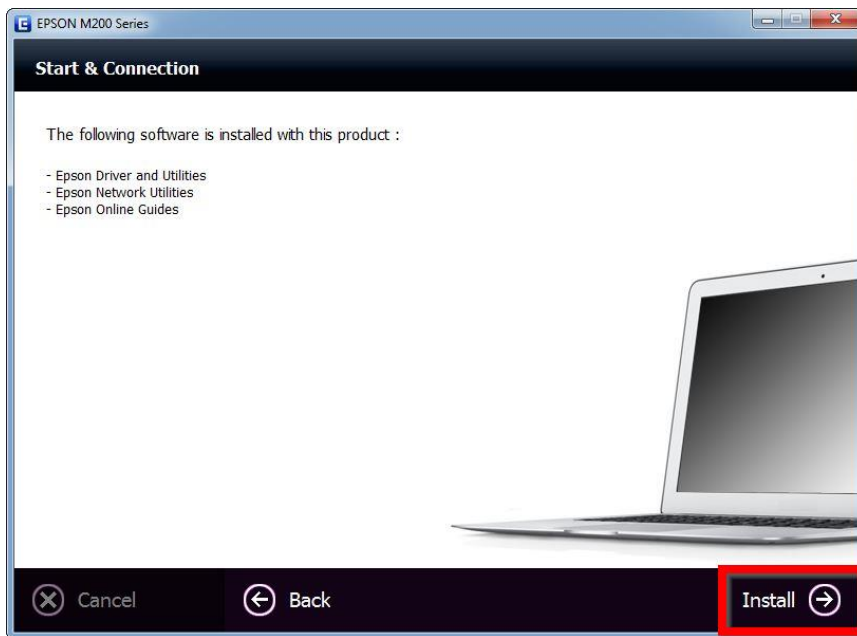 EPSON M200 Series
Start & Connection
The following software is installed with this product :
- Epson Driver and Utilities
- Epson Network Utilities
- Epson Online Guides
Cancel
Back
Install